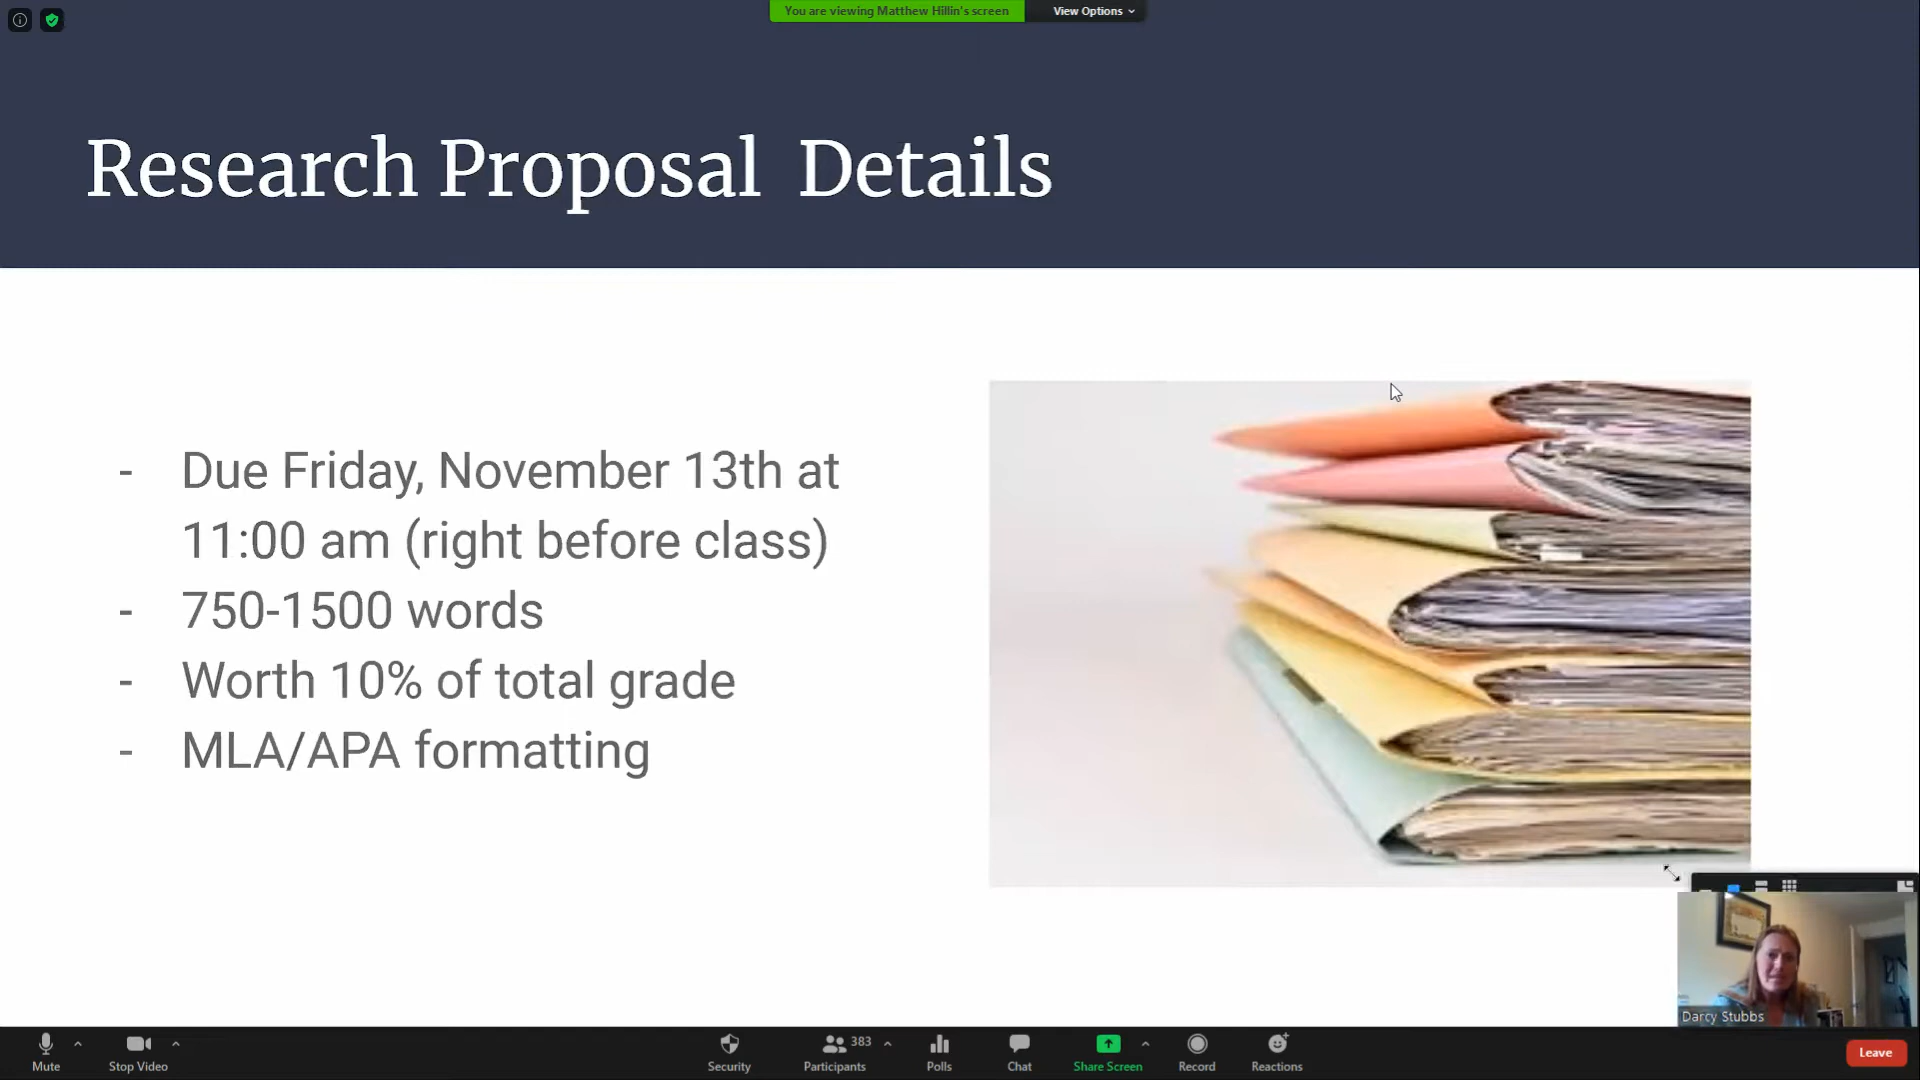 You are viewing Matthew Hillin's screen
View Options
Research Proposal  Details
- Due Friday, November 13th at
11:00 am (right before class)
- 750-1500 words
- Worth 10% of total grade
- MLA/APA formatting
Darcy Stubbs
Mute
Stop Video
Security
383
Participants
Polls
Chat
Share Screen
Record
Reactions
Leave